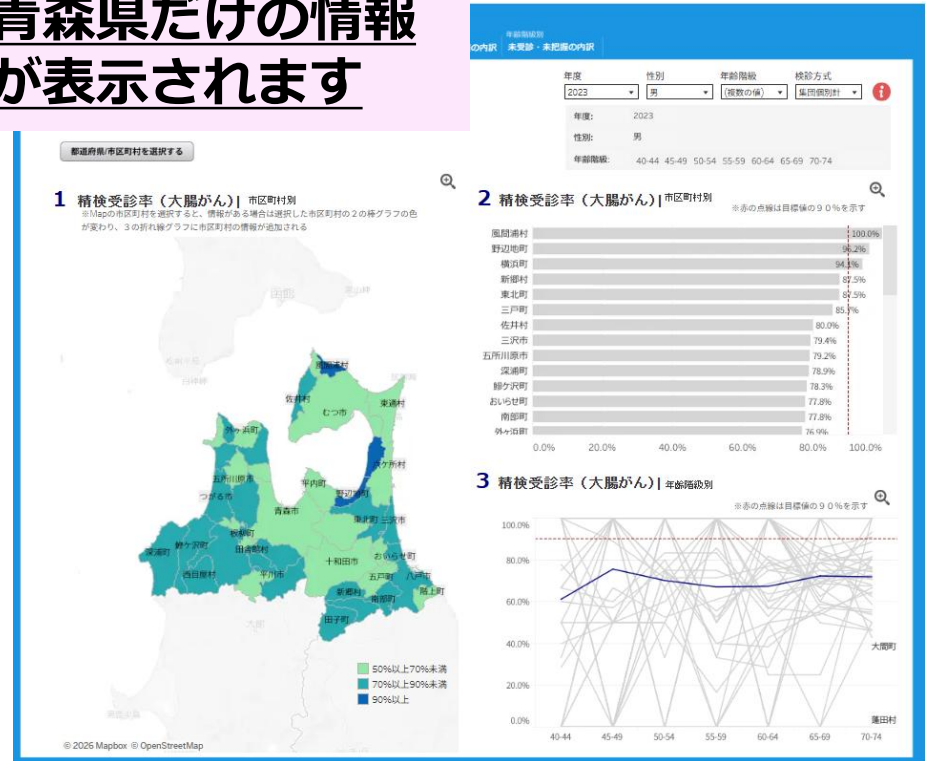 青森県だけの情報
が表示されます
年齢階級別
の内訳 未受診・未把握の内訳
年度 性別 年齢階級 検診方式
2023 男 (複数の値) 集団個別計
年度: 2023
性別: 男
年齢階級: 40-44 45-49 50-54 55-59 60-64 65-69 70-74
都道府県/市区町村を選択する
1 精検受診率（大腸がん）| 市区町村別
※Mapの市区町村を選択すると、情報がある場合は選択した市区町村の２の棒グラフの色
が変わり、３の折れ線グラフに市区町村の情報が追加される
函館
風間浦村
佐井村
むつ市
東通村
外ヶ浜町
六ケ所村
五所川原市
平内町
野辺地町
つがる市
青森市
東北町 三沢市
板柳町
鰺ケ沢町
田舎館村
深浦町
おいらせ町
十和田市
西目屋村
平川市
五戸町
八戸市
新郷村
南部町
階上町
田子町
50%以上70%未満
70%以上90%未満
90%以上
© 2026 Mapbox © OpenStreetMap
2 精検受診率（大腸がん）| 市区町村別
※赤の点線は目標値の９０％を示す
風間浦村 100.0%
野辺地町 96.2%
横浜町 94.1%
新郷村 87.5%
東北町 87.5%
三戸町 85.7%
佐井村 80.0%
三沢市 79.4%
五所川原市 79.2%
深浦町 78.9%
鰺ケ沢町 78.3%
おいらせ町 77.8%
南部町 77.8%
外ヶ浜町 76.9%
0.0% 20.0% 40.0% 60.0% 80.0% 100.0%
3 精検受診率（大腸がん）| 年齢階級別
※赤の点線は目標値の９０％を示す
100.0%
80.0%
60.0%
40.0%
20.0%
0.0%
大間町
蓬田村
40-44 45-49 50-54 55-59 60-64 65-69 70-74